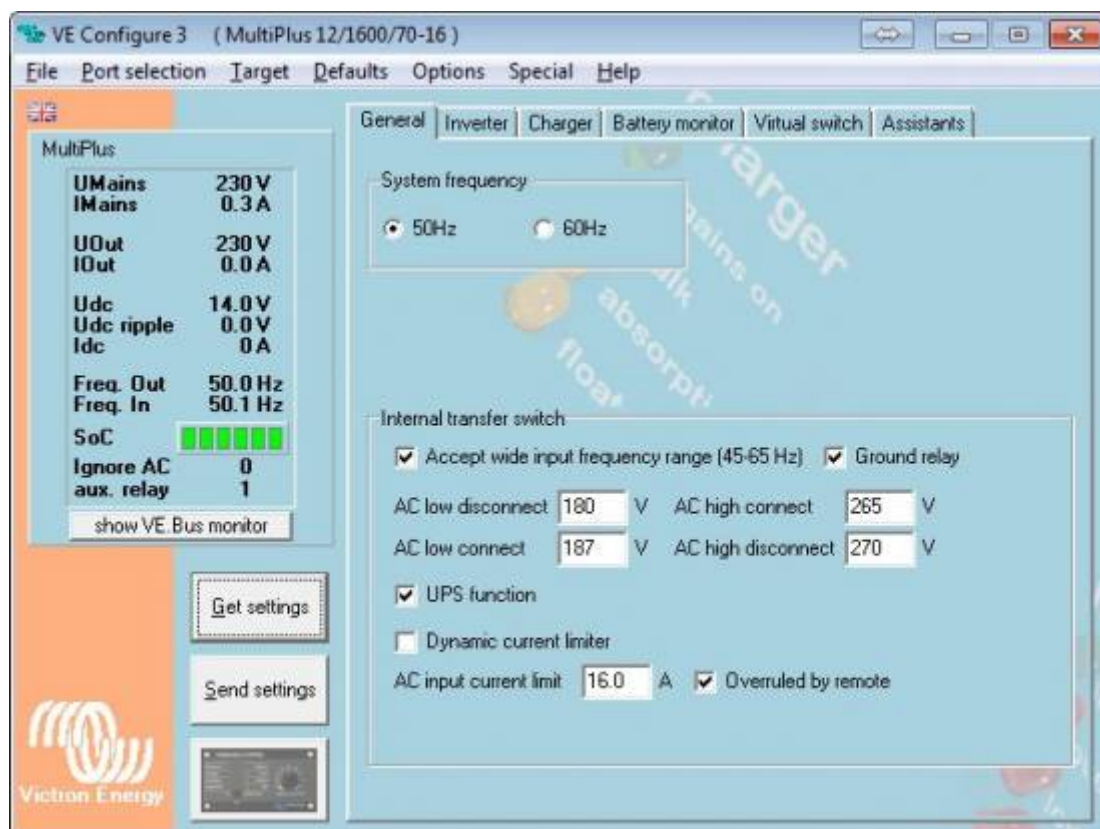 VE Configure 3 ( MultiPlus 12/1600/70-16 )
File Port selection Target Defaults Options Special Help
MultiPlus
UMains 230 V
IMains 0.3 A
UOut 230 V
IOut 0.0 A
Udc 14.0 V
Udc ripple 0.0 V
Idc 0 A
Freq. Out 50.0 Hz
Freq. In 50.1 Hz
SoC
Ignore AC 0
aux. relay 1
show VE.Bus monitor
Get settings
Send settings
Victron Energy
General Inverter Charger Battery monitor Virtual switch Assistants
System frequency
50Hz 60Hz
Internal transfer switch
Accept wide input frequency range (45-65 Hz) Ground relay
AC low disconnect 180 V AC high connect 265 V
AC low connect 187 V AC high disconnect 270 V
UPS function
Dynamic current limiter
AC input current limit 16.0 A Overruled by remote
harger
mains on
ulk
absorpti
float